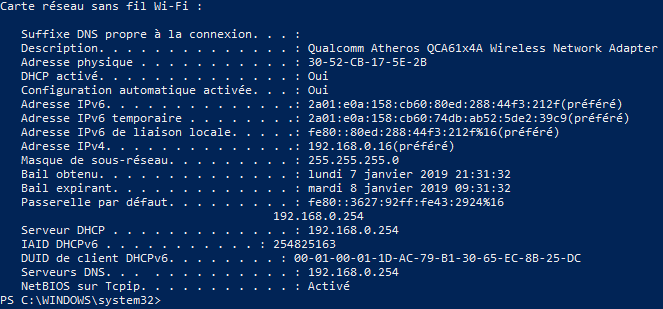 Carte réseau sans fil Wi-Fi :
Suffixe DNS propre à la connexion. . . :
Description. . . . . . . . . . . . . . : Qualcomm Atheros QCA61x4A Wireless Network Adapter
Adresse physique . . . . . . . . . . . : 30-52-CB-17-5E-2B
DHCP activé. . . . . . . . . . . . . . : Oui
Configuration automatique activée. . . : Oui
Adresse IPv6. . . . . . . . . . . . . .: 2a01:e0a:158:cb60:80ed:288:44f3:212f(préféré)
Adresse IPv6 temporaire . . . . . . . .: 2a01:e0a:158:cb60:74db:ab52:5de2:39c9(préféré)
Adresse IPv6 de liaison locale. . . . .: fe80::80ed:288:44f3:212f%16(préféré)
Adresse IPv4. . . . . . . . . . . . . .: 192.168.0.16(préféré)
Masque de sous-réseau. . . . . . . . . : 255.255.255.0
Bail obtenu. . . . . . . . . . . . . . : lundi 7 janvier 2019 21:31:32
Bail expirant. . . . . . . . . . . . . : mardi 8 janvier 2019 09:31:32
Passerelle par défaut. . . . . . . . . : fe80::3627:92ff:fe43:2924%16
192.168.0.254
Serveur DHCP . . . . . . . . . . . . . : 192.168.0.254
IAID DHCPv6 . . . . . . . . . . . : 254825163
DUID de client DHCPv6. . . . . . . . : 00-01-00-01-1D-AC-79-B1-30-65-EC-8B-25-DC
Serveurs DNS. . . . . . . . . . . . . : 192.168.0.254
NetBIOS sur Tcpip. . . . . . . . . . . : Activé
PS C:\WINDOWS\system32>